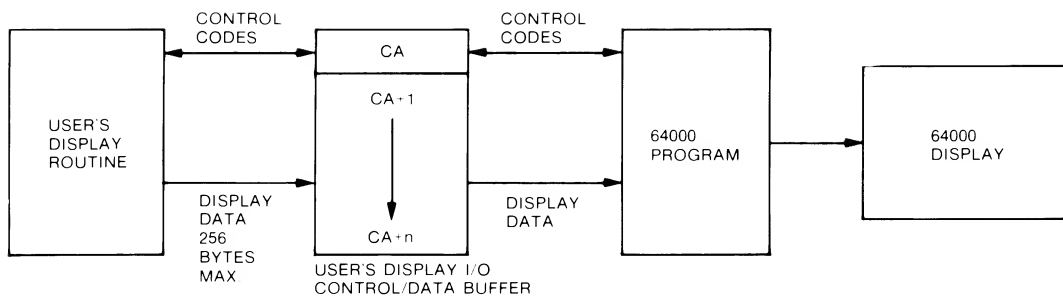 CONTROL
CODES
CONTROL
CODES
CA
CA+1
USER'S
DISPLAY
ROUTINE
64000
PROGRAM
64000
DISPLAY
DISPLAY
DATA
256
BYTES
MAX.
DISPLAY
DATA
CA+n
USER'S DISPLAY I/O
CONTROL/DATA BUFFER